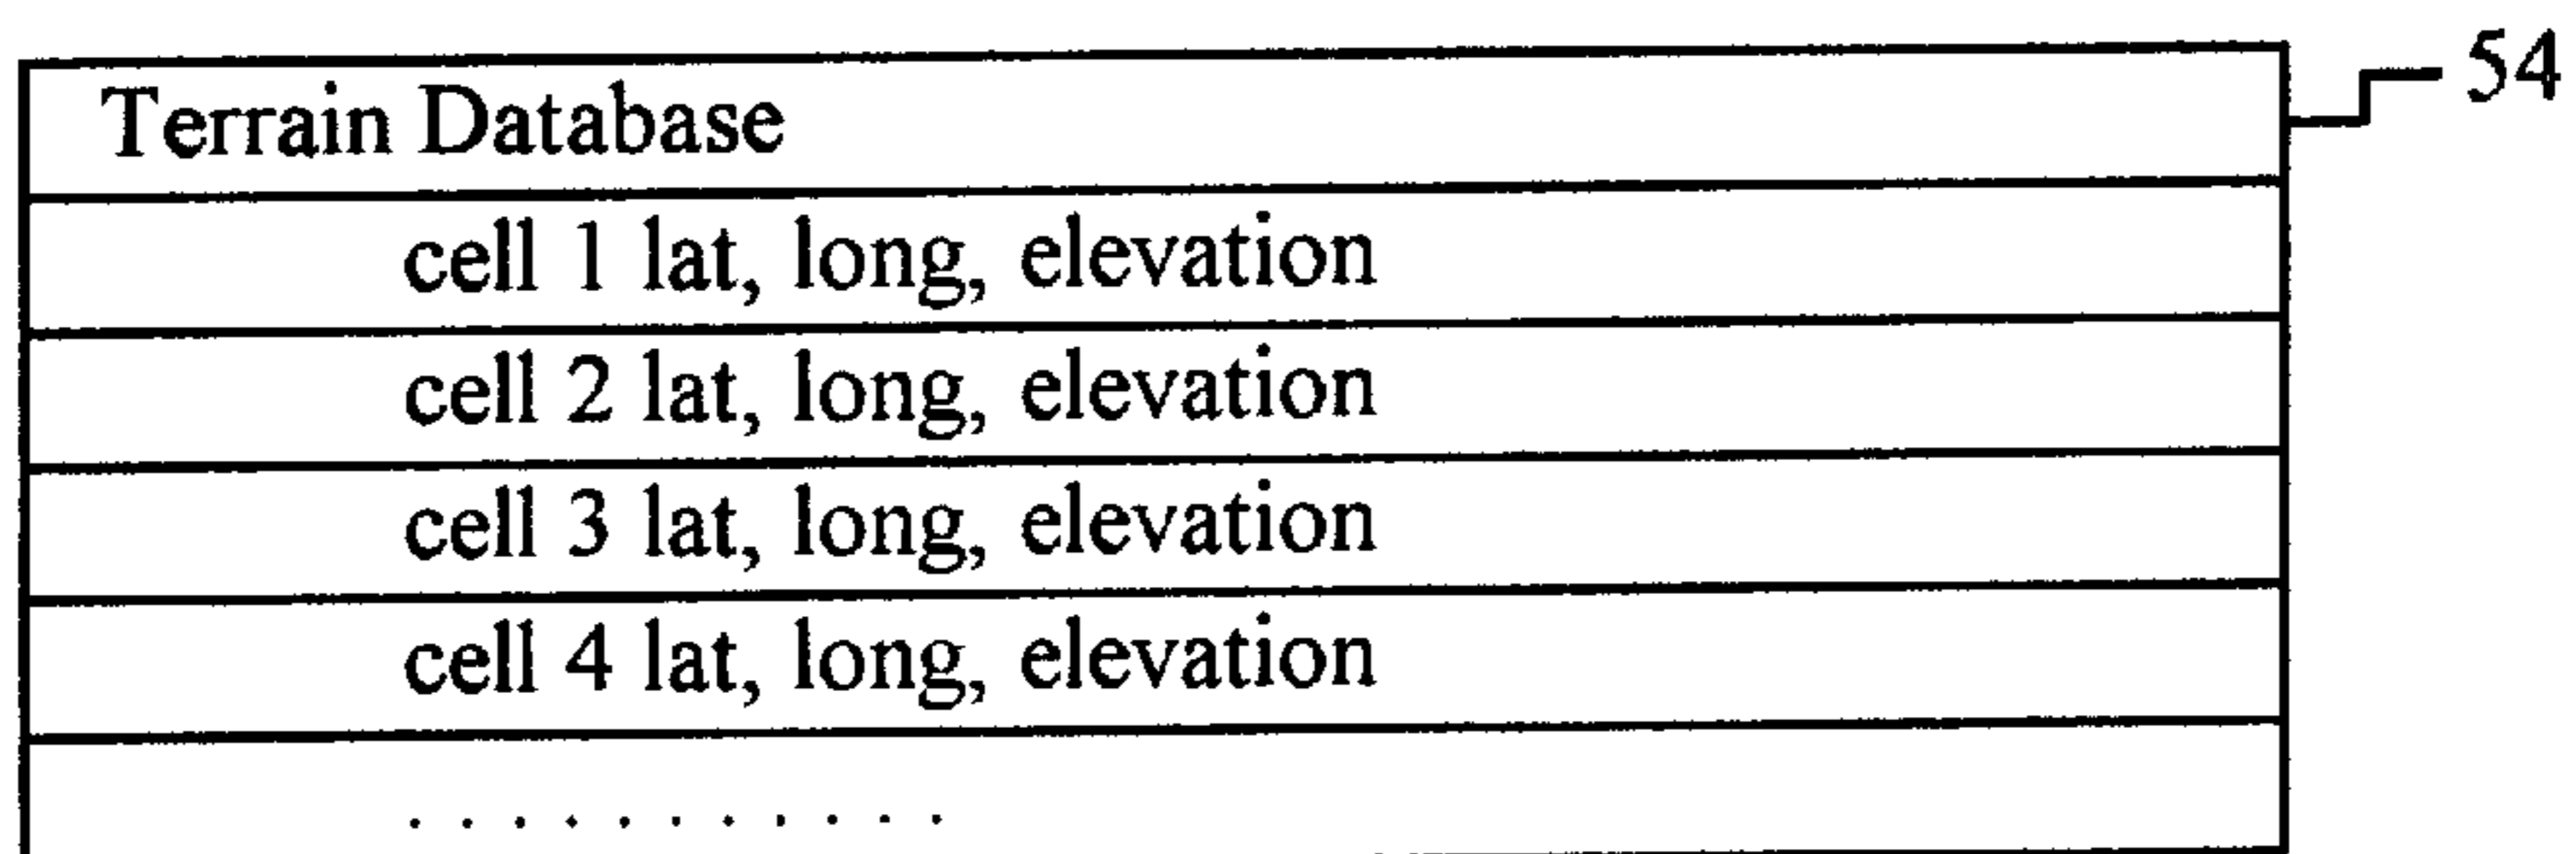 54
Terrain Database
cell 1 lat, long, elevation
cell 2 lat, long, elevation
cell 3 lat, long, elevation
cell 4 lat, long, elevation
. . . . . . . . . . .